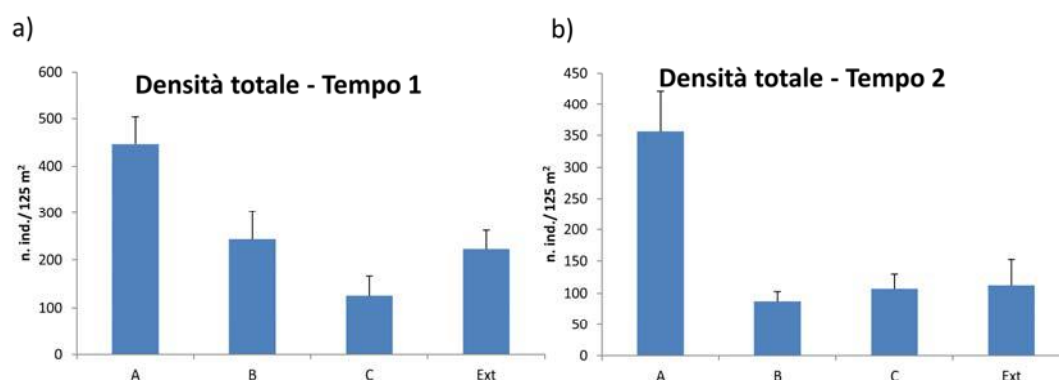 a)
Densità totale - Tempo 1
n. ind./ 125 m²
600
500
400
300
200
100
0
A B C Ext
b)
Densità totale - Tempo 2
n. ind./ 125 m²
450
400
350
300
250
200
150
100
50
0
A B C Ext